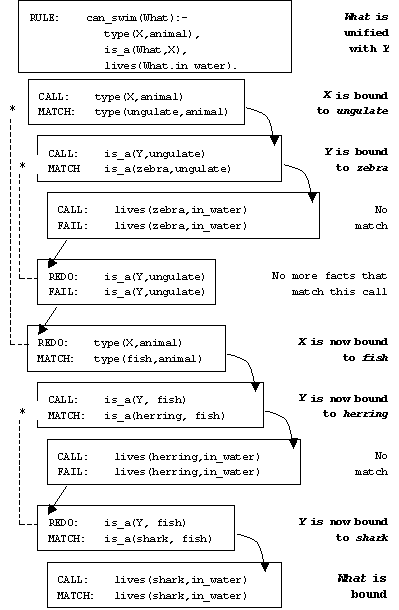 RULE: can_swim(What):-
type(X,animal),
is_a(What,X),
lives(What.in water).
What is
unified
with Y
*
CALL: type(X,animal)
MATCH: type(ungulate,animal)
X is bound
to ungulate
*
CALL: is_a(Y,ungulate)
MATCH is_a(zebra,ungulate)
Y is bound
to zebra
CALL: lives(zebra,in_water)
FAIL: lives(zebra,in_water)
No
match
REDO: is_a(Y,ungulate)
FAIL: is_a(Y,ungulate)
No more facts that
match this call
REDO: type(X,animal)
MATCH: type(fish,animal)
X is now bound
to fish
*
CALL: is_a(Y, fish)
MATCH: is_a(herring, fish)
Y is now bound
to herring
CALL: lives(herring,in_water)
FAIL: lives(herring,in_water)
No
match
REDO: is_a(Y, fish)
MATCH: is_a(shark, fish)
Y is now bound
to shark
CALL: lives(shark,in_water)
MATCH: lives(shark,in_water)
What is
bound